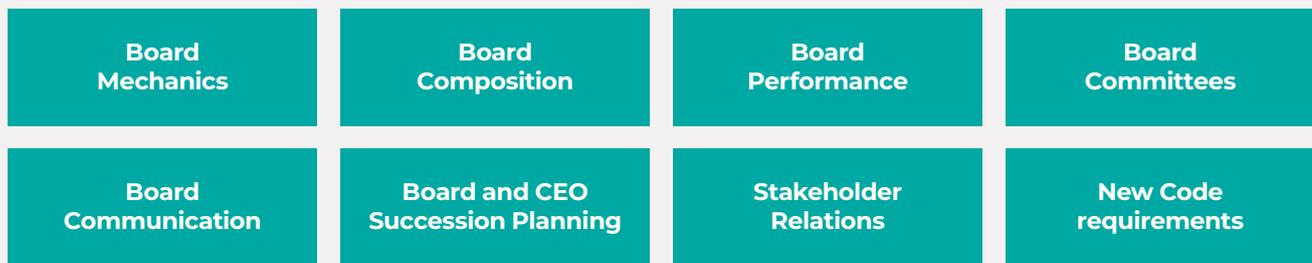 Board
Mechanics
Board
Composition
Board
Performance
Board
Committees
Board
Communication
Board and CEO
Succession Planning
Stakeholder
Relations
New Code
requirements